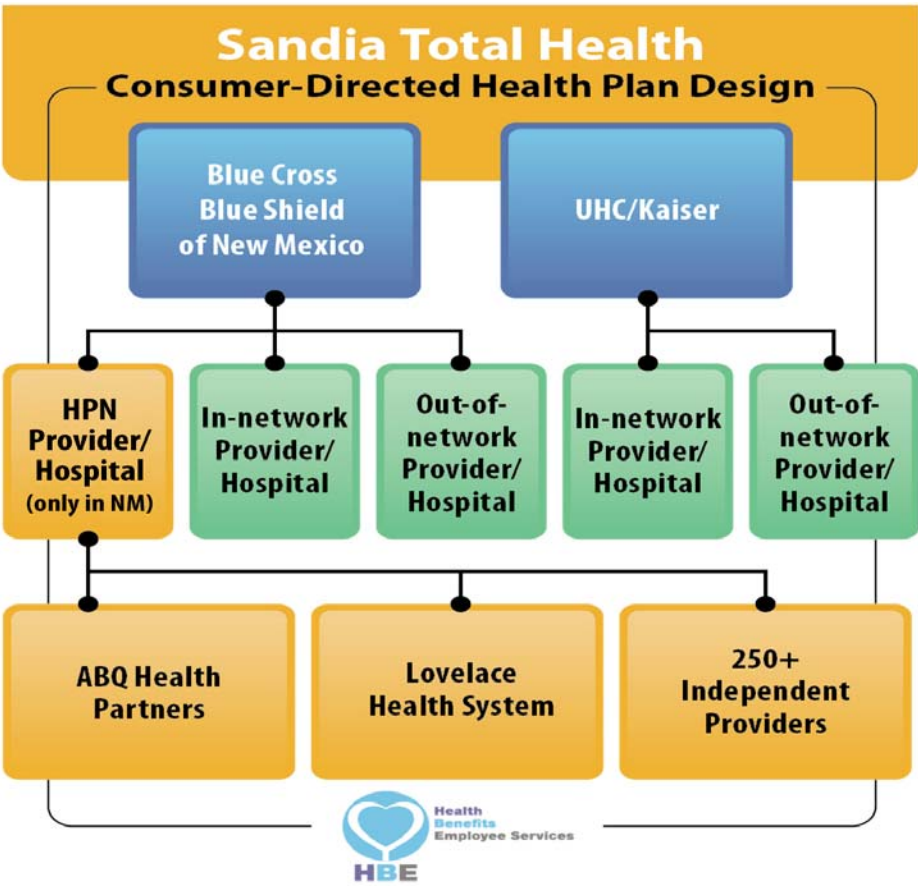 Sandia Total Health
Consumer-Directed Health Plan Design
Blue Cross
Blue Shield
of New Mexico
UHC/Kaiser
HPN
Provider/
Hospital
(only in NM)
In-network
Provider/
Hospital
Out-of-
network
Provider/
Hospital
In-network
Provider/
Hospital
Out-of-
network
Provider/
Hospital
ABQ Health
Partners
Lovelace
Health System
250+
Independent
Providers
Health
Benefits
Employee Services
HBE